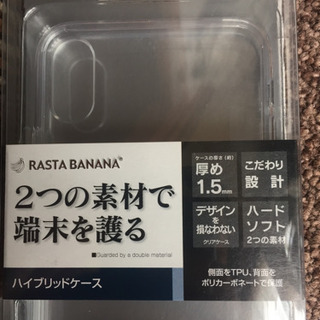 RASTA BANANA
2つの素材で
端末を護る
Guarded by a double material
ハイブリッドケース
ケースの厚さ(約)
厚め
1.5mm
こだわり
設計
デザインを
損なわない
クリアケース
ハード
ソフト
2つの素材
側面をTPU、背面を
ポリカーボネートで保護